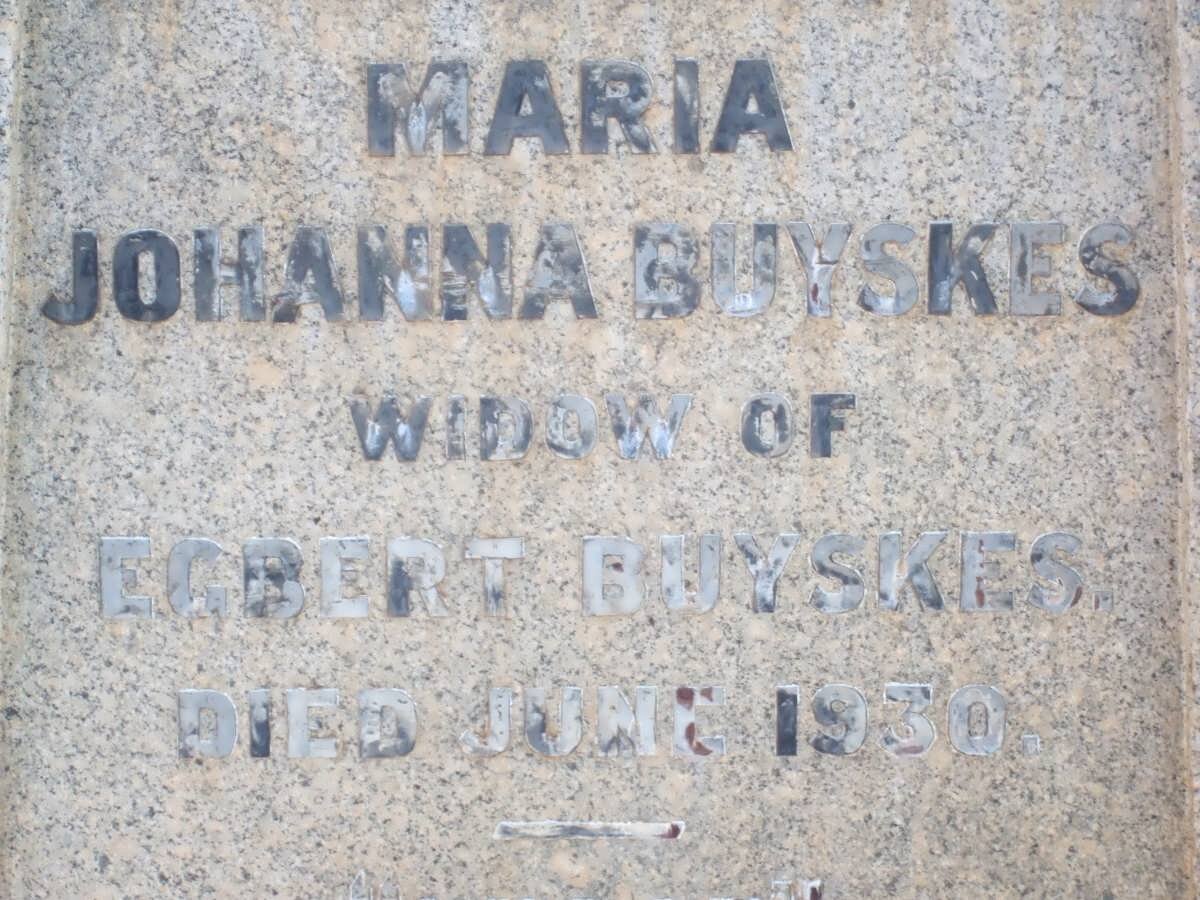 MARIA
JOHANNA BUYSKES
WIDOW OF
EGBERT BUYSKES.
DIED JUNE 1930.